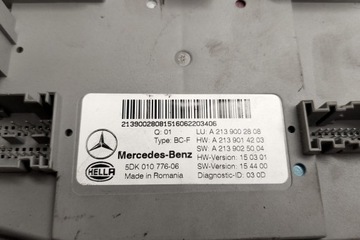 21390028081516062203406
Q: 01 LU: A 213 900 28 08
Type: BC-F HW: A 213 901 42 03
Mercedes-Benz SW: A 213 902 50 04
5DK 010 776-06 HW-Version: 15 03 01
HELLA Made in Romania SW-Version: 15 44 00
Diagnostic-ID: 03 0D